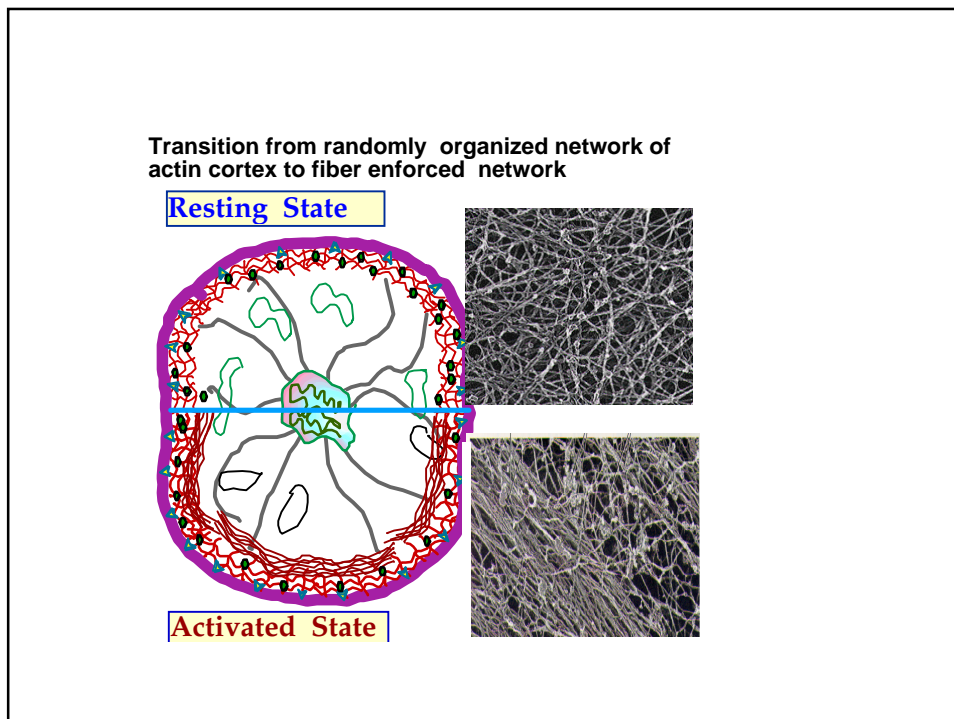 Transition from randomly organized network of
actin cortex to fiber enforced network
Resting State
Activated State